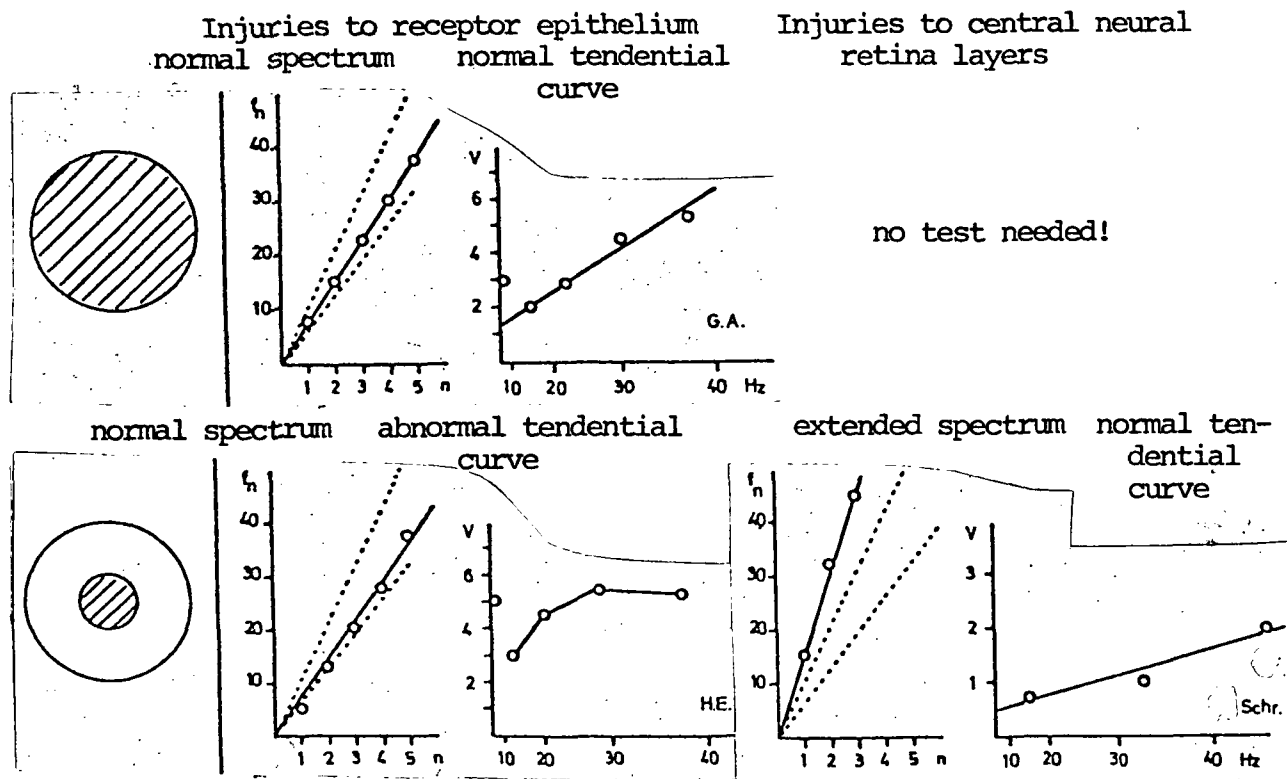 Injuries to receptor epithelium
normal spectrum
normal tendential
curve
Injuries to central neural
retina layers
fn
40
30
20
10
1 2 3 4 5 n
V
6
4
2
10 20 30 40 Hz
G.A.
no test needed!
normal spectrum
abnormal tendential
curve
fn
40
30
20
10
1 2 3 4 5 n
V
6
4
2
10 20 30 40
H.E.
extended spectrum
normal ten-
dential
curve
fn
40
30
20
10
1 2 3 4 5 n
V
3
2
1
10 20 40 Hz
Schr.